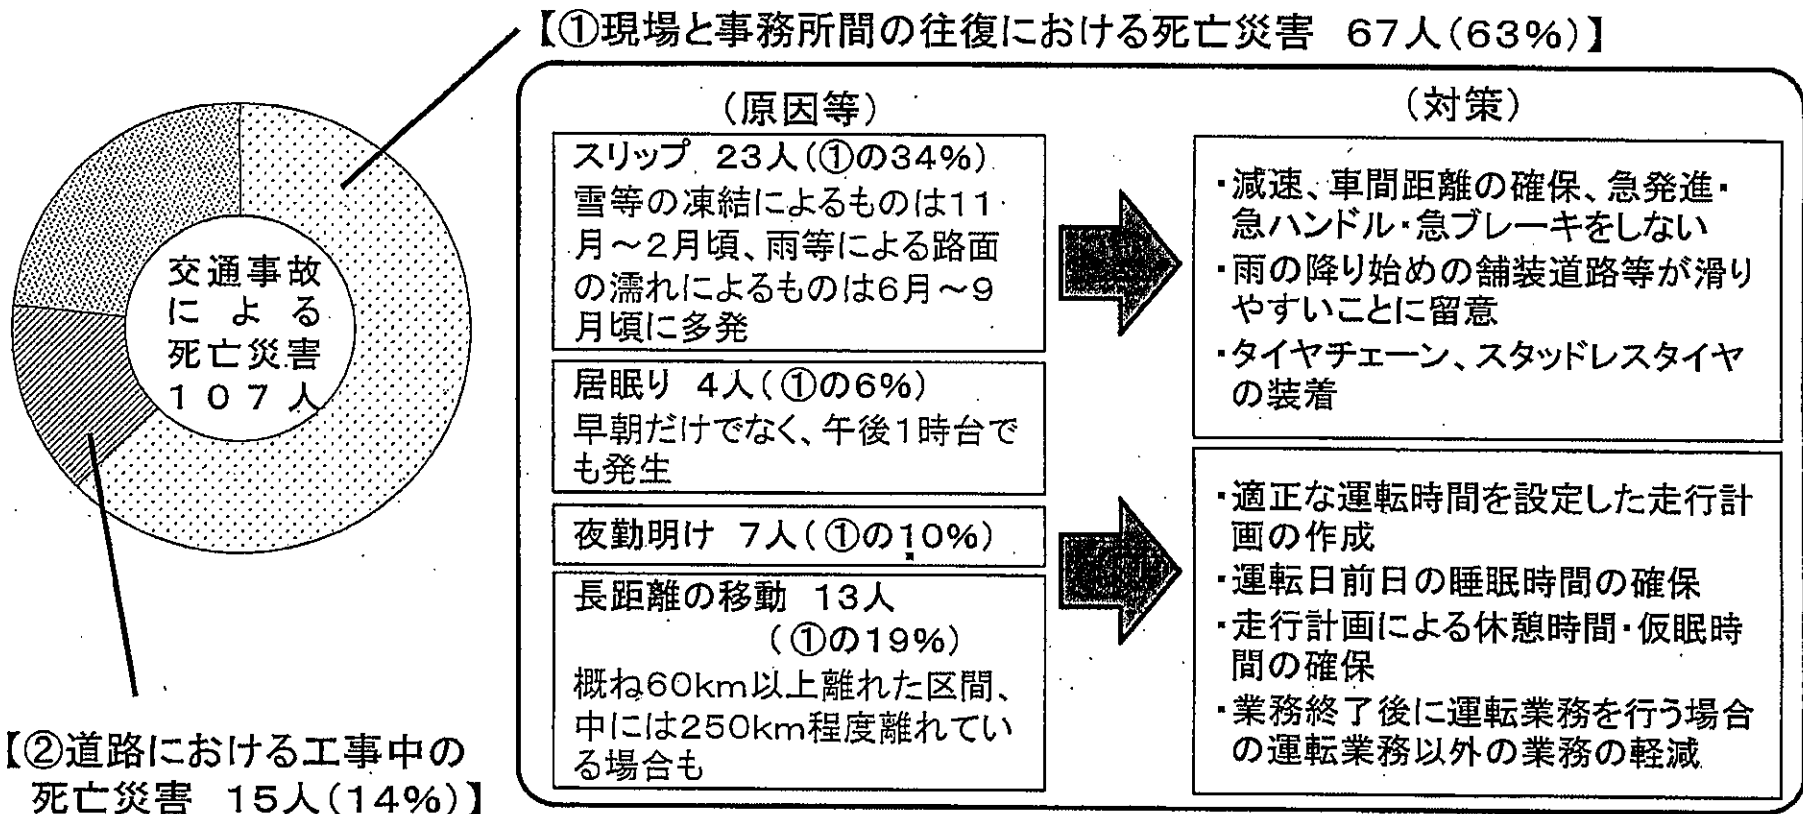 【①現場と事務所間の往復における死亡災害 67人(63%)】
交通事故
による
死亡災害
107人
【②道路における工事中の
死亡災害 15人(14%)】
(原因等)
スリップ 23人(①の34%)
雪等の凍結によるものは11
月～2月頃、雨等による路面
の濡れによるものは6月～9
月頃に多発
居眠り 4人(①の6%)
早朝だけでなく、午後1時台で
も発生
夜勤明け 7人(①の10%)
長距離の移動 13人
(①の19%)
概ね60km以上離れた区間、
中には250km程度離れてい
る場合も
(対策)
・減速、車間距離の確保、急発進・
急ハンドル・急ブレーキをしない
・雨の降り始めの舗装道路等が滑り
やすいことに留意
・タイヤチェーン、スタッドレスタイヤ
の装着
・適正な運転時間を設定した走行計
画の作成
・運転日前日の睡眠時間の確保
・走行計画による休憩時間・仮眠時
間の確保
・業務終了後に運転業務を行う場合
の運転業務以外の業務の軽減